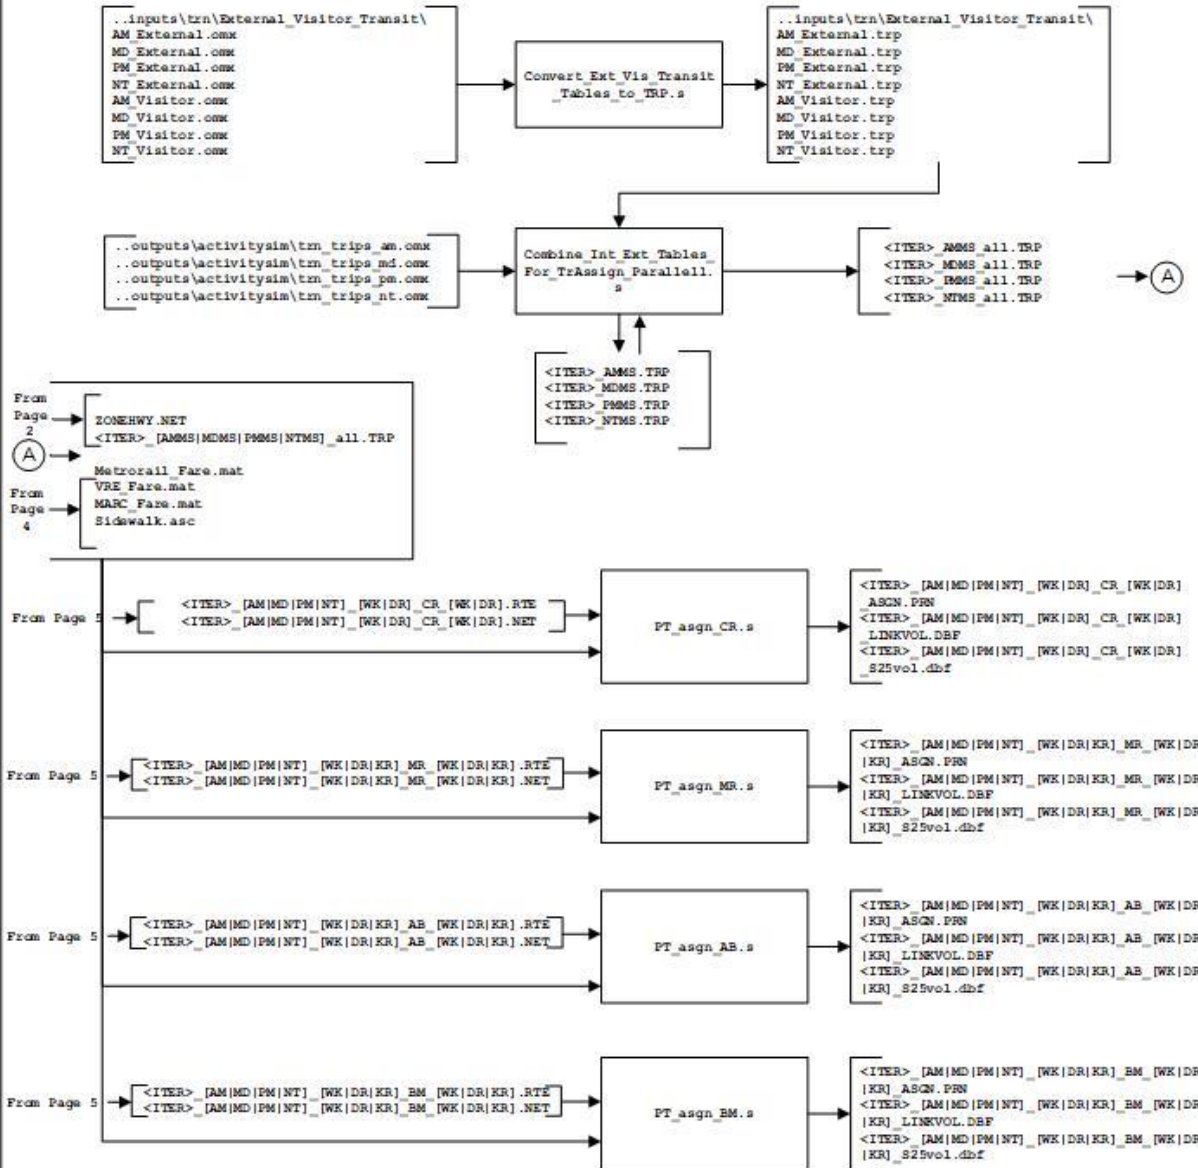 ..inputs\trn\External_Visitor_Transit\
AM_External.omx
MD_External.omx
PM_External.omx
NT_External.omx
AM_Visitor.omx
MD_Visitor.omx
PM_Visitor.omx
NT_Visitor.omx
Convert_Ext_Vis_Transit
_Tables_to_TRP.s
..inputs\trn\External_Visitor_Transit\
AM_External.trp
MD_External.trp
PM_External.trp
NT_External.trp
AM_Visitor.trp
MD_Visitor.trp
PM_Visitor.trp
NT_Visitor.trp
..outputs\activitysim\trn_trips_am.omx
..outputs\activitysim\trn_trips_md.omx
..outputs\activitysim\trn_trips_pm.omx
..outputs\activitysim\trn_trips_nt.omx
Combine_Int_Ext_Tables_
For_TrAssign_Parallell.
s
<ITER>_AMMS_all.TRP
<ITER>_MDMS_all.TRP
<ITER>_PMMS_all.TRP
<ITER>_NTMS_all.TRP
A
<ITER>_AMMS.TRP
<ITER>_MDMS.TRP
<ITER>_PMMS.TRP
<ITER>_NTMS.TRP
From
Page
2
ZONEHWY.NET
<ITER>_[AMMS|MDMS|PMMS|NTMS]_all.TRP
A
From
Page
4
Metrorail_Fare.mat
VRE_Fare.mat
MARC_Fare.mat
Sidewalk.asc
From Page 5
<ITER>_[AM|MD|PM|NT]_[WK|DR]_CR_[WK|DR].RTE
<ITER>_[AM|MD|PM|NT]_[WK|DR]_CR_[WK|DR].NET
PT_asgn_CR.s
<ITER>_[AM|MD|PM|NT]_[WK|DR]_CR_[WK|DR]
_ASGN.PRN
<ITER>_[AM|MD|PM|NT]_[WK|DR]_CR_[WK|DR]
_LINKVOL.DBF
<ITER>_[AM|MD|PM|NT]_[WK|DR]_CR_[WK|DR]
_S25vol.dbf
From Page 5
<ITER>_[AM|MD|PM|NT]_[WK|DR|KR]_MR_[WK|DR|KR].RTE
<ITER>_[AM|MD|PM|NT]_[WK|DR|KR]_MR_[WK|DR|KR].NET
PT_asgn_MR.s
<ITER>_[AM|MD|PM|NT]_[WK|DR|KR]_MR_[WK|DR
|KR]_ASGN.PRN
<ITER>_[AM|MD|PM|NT]_[WK|DR|KR]_MR_[WK|DR
|KR]_LINKVOL.DBF
<ITER>_[AM|MD|PM|NT]_[WK|DR|KR]_MR_[WK|DR
|KR]_S25vol.dbf
From Page 5
<ITER>_[AM|MD|PM|NT]_[WK|DR|KR]_AB_[WK|DR|KR].RTE
<ITER>_[AM|MD|PM|NT]_[WK|DR|KR]_AB_[WK|DR|KR].NET
PT_asgn_AB.s
<ITER>_[AM|MD|PM|NT]_[WK|DR|KR]_AB_[WK|DR
|KR]_ASGN.PRN
<ITER>_[AM|MD|PM|NT]_[WK|DR|KR]_AB_[WK|DR
|KR]_LINKVOL.DBF
<ITER>_[AM|MD|PM|NT]_[WK|DR|KR]_AB_[WK|DR
|KR]_S25vol.dbf
From Page 5
<ITER>_[AM|MD|PM|NT]_[WK|DR|KR]_BM_[WK|DR|KR].RTE
<ITER>_[AM|MD|PM|NT]_[WK|DR|KR]_BM_[WK|DR|KR].NET
PT_asgn_BM.s
<ITER>_[AM|MD|PM|NT]_[WK|DR|KR]_BM_[WK|DR
|KR]_ASGN.PRN
<ITER>_[AM|MD|PM|NT]_[WK|DR|KR]_BM_[WK|DR
|KR]_LINKVOL.DBF
<ITER>_[AM|MD|PM|NT]_[WK|DR|KR]_BM_[WK|DR
|KR]_S25vol.dbf